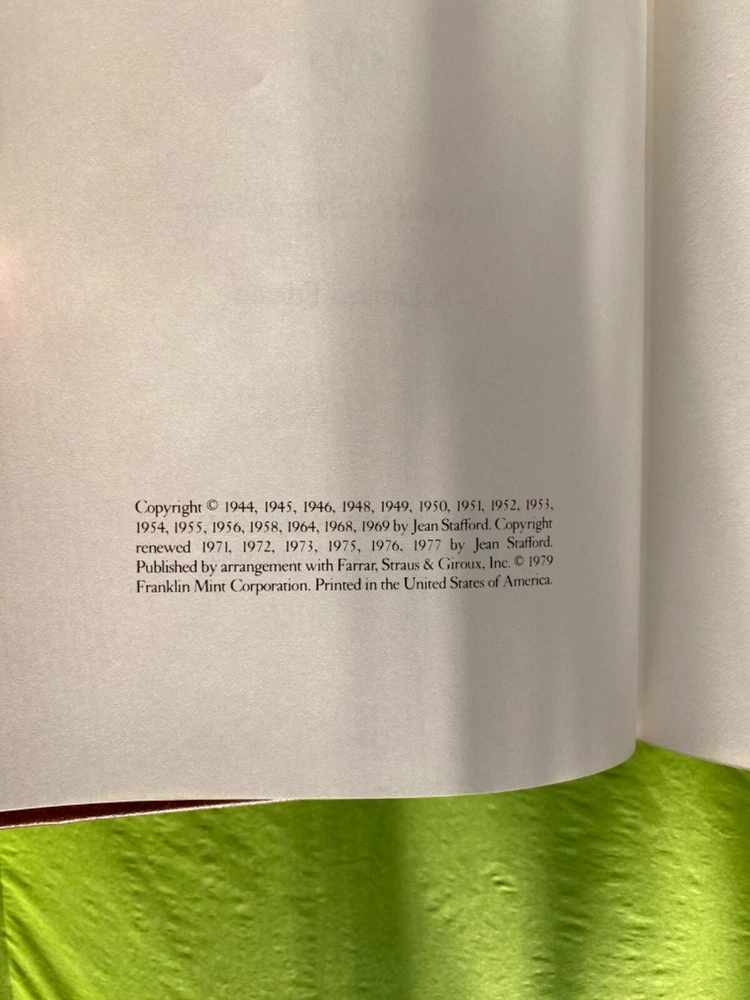 Copyright © 1944, 1945, 1946, 1948, 1949, 1950, 1951, 1952, 1953,
1954, 1955, 1956, 1958, 1964, 1968, 1969 by Jean Stafford. Copyright
renewed 1971, 1972, 1973, 1975, 1976, 1977 by Jean Stafford.
Published by arrangement with Farrar, Straus & Giroux, Inc. © 1979
Franklin Mint Corporation. Printed in the United States of America.